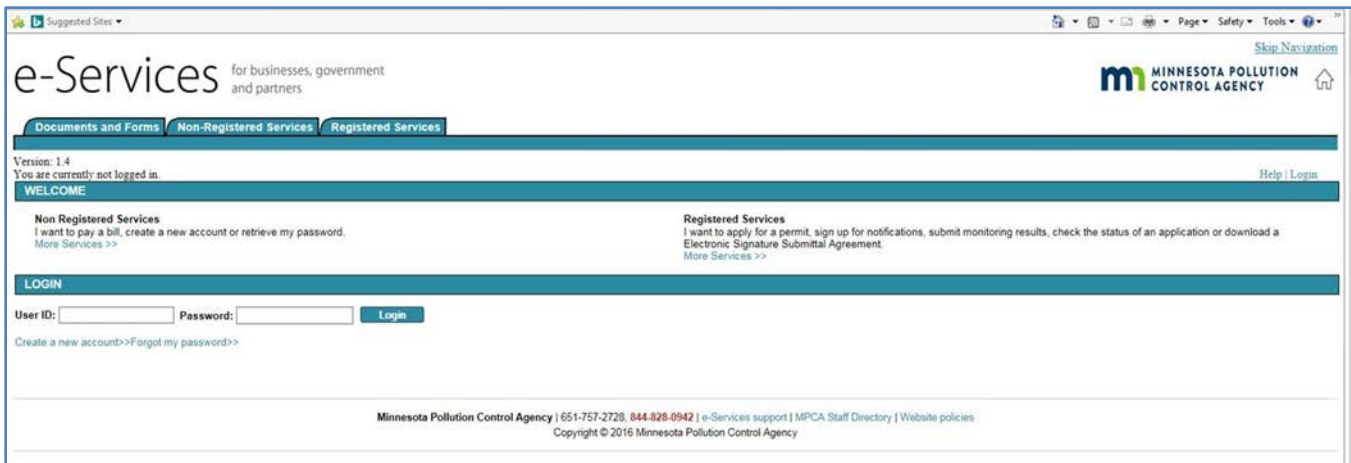 Suggested Sites
Page Safety Tools
Skip Navigation
e-Services for businesses, government and partners
MINNESOTA POLLUTION CONTROL AGENCY
Documents and Forms Non-Registered Services Registered Services
Version: 1.4
You are currently not logged in.
Help | Login
WELCOME
Non Registered Services
I want to pay a bill, create a new account or retrieve my password.
More Services >>
Registered Services
I want to apply for a permit, sign up for notifications, submit monitoring results, check the status of an application or download a
Electronic Signature Submittal Agreement.
More Services >>
LOGIN
User ID: Password: Login
Create a new account>>Forgot my password>>
Minnesota Pollution Control Agency | 651-757-2728, 844-828-0942 | e-Services support | MPCA Staff Directory | Website policies
Copyright © 2016 Minnesota Pollution Control Agency